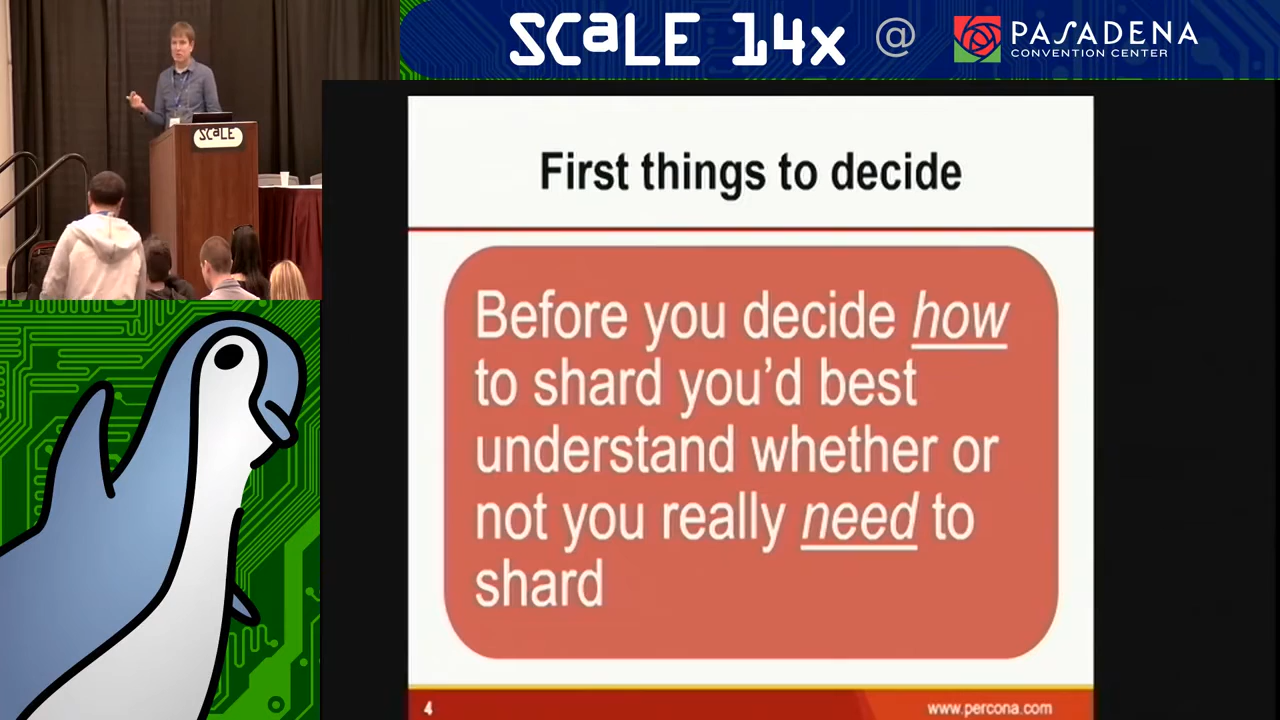 SCaLE 14x @ PASADENA
CONVENTION CENTER
SCaLE
First things to decide
Before you decide how
to shard you’d best
understand whether or
not you really need to
shard
4
www.percona.com